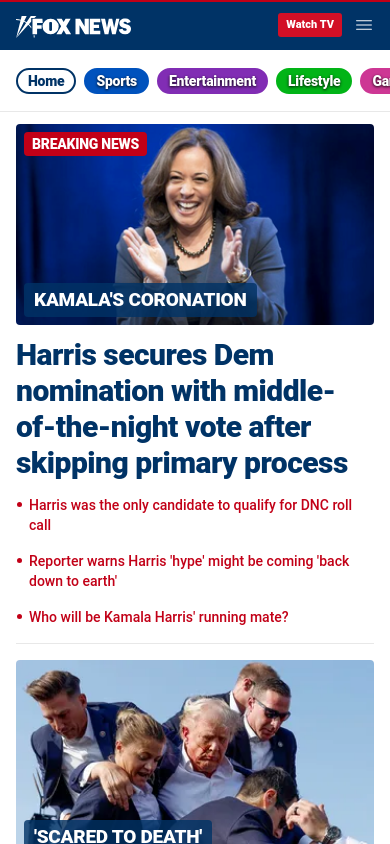 FOX NEWS
Watch TV
Home
Sports
Entertainment
Lifestyle
BREAKING NEWS
KAMALA'S CORONATION
Harris secures Dem
nomination with middle-
of-the-night vote after
skipping primary process
Harris was the only candidate to qualify for DNC roll
call
Reporter warns Harris 'hype' might be coming 'back
down to earth'
Who will be Kamala Harris' running mate?
'SCARED TO DEATH'